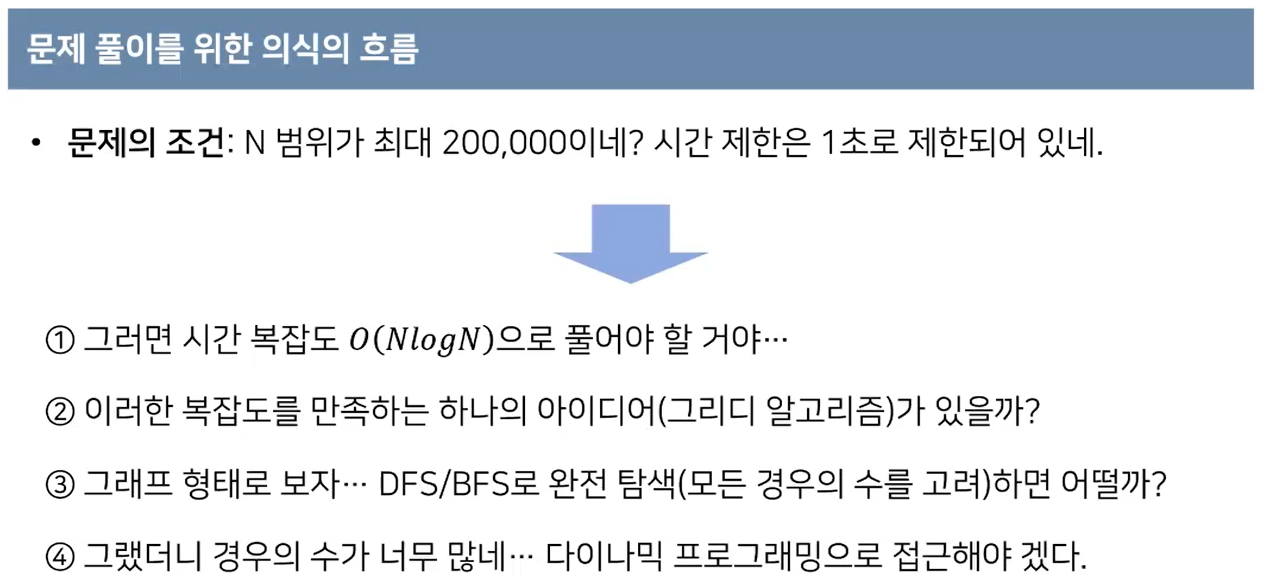 문제 풀이를 위한 의식의 흐름
• 문제의 조건: N 범위가 최대 200,000이네? 시간 제한은 1초로 제한되어 있네.
① 그러면 시간 복잡도 O(NlogN)으로 풀어야 할 거야…
② 이러한 복잡도를 만족하는 하나의 아이디어(그리디 알고리즘)가 있을까?
③ 그래프 형태로 보자… DFS/BFS로 완전 탐색(모든 경우의 수를 고려)하면 어떨까?
④ 그랬더니 경우의 수가 너무 많네… 다이나믹 프로그래밍으로 접근해야 겠다.